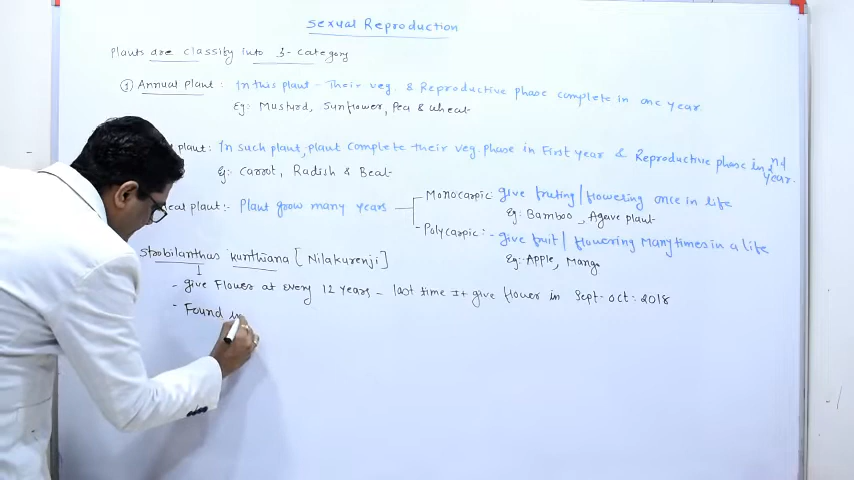 Sexual Reproduction
Plants are classify into 3- category
① Annual Plant : In this plant - Their veg. & Reproductive phase complete in one year
Eg: Mustard, Sunflower, Pea & wheat
plant: In such plant, plant complete their veg. phase in First year & Reproductive phase in 2nd year.
Eg: Carrot, Radish & Beat
plant :- Plant grow many years
Monocarpic: give fruting / flowering once in life
Eg: Bamboo, Agave plant
Polycarpic: - give fruit / flowering Many times in a life
Eg:- Apple, Mango
Strobilanthus kunthiana [ Nilakurenji ]
- give Flower at every 12 years - last time It give flower in Sept - Oct : 2018
- Found in